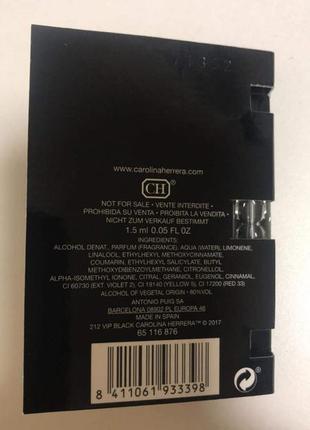 www.carolinaherrera.com
CH
NOT FOR SALE • VENTE INTERDITE •
PROHIBIDA SU VENTA • PROIBITA LA VENDITA •
NICHT ZUM VERKAUF BESTIMMT
1.5 ml 0.05 FL OZ
INGREDIENTS:
ALCOHOL DENAT., PARFUM (FRAGRANCE), AQUA (WATER), LIMONENE,
LINALOOL, ETHYLHEXYL METHOXYCINNAMATE,
COUMARIN, ETHYLHEXYL SALICYLATE, BUTYL
METHOXYDIBENZOYLMETHANE, CITRONELLOL,
ALPHA-ISOMETHYL IONONE, CITRAL, GERANIOL, EUGENOL, CINNAMAL,
CI 60730 (EXT. VIOLET 2), CI 19140 (YELLOW 5), CI 17200 (RED 33)
ALCOHOL OF VEGETAL ORIGIN - 80%VOL
ANTONIO PUIG SA
BARCELONA 08902 PL EUROPA 46
MADE IN SPAIN
212 VIP BLACK CAROLINA HERRERA © 2017
65 116 876
8 411061 933398